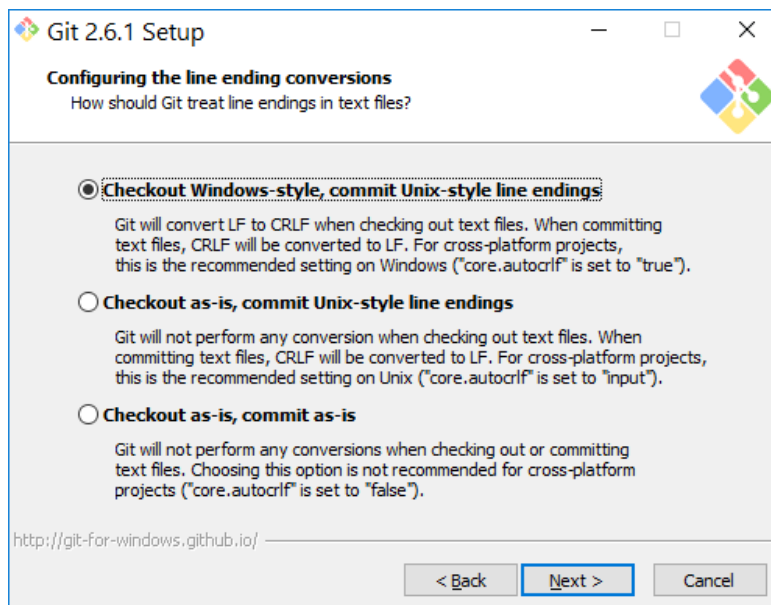 Git 2.6.1 Setup
Configuring the line ending conversions
How should Git treat line endings in text files?
Checkout Windows-style, commit Unix-style line endings
Git will convert LF to CRLF when checking out text files. When committing
text files, CRLF will be converted to LF. For cross-platform projects,
this is the recommended setting on Windows ("core.autocrlf" is set to "true").
Checkout as-is, commit Unix-style line endings
Git will not perform any conversion when checking out text files. When
committing text files, CRLF will be converted to LF. For cross-platform projects,
this is the recommended setting on Unix ("core.autocrlf" is set to "input").
Checkout as-is, commit as-is
Git will not perform any conversions when checking out or committing
text files. Choosing this option is not recommended for cross-platform
projects ("core.autocrlf" is set to "false").
http://git-for-windows.github.io/
< Back Next > Cancel